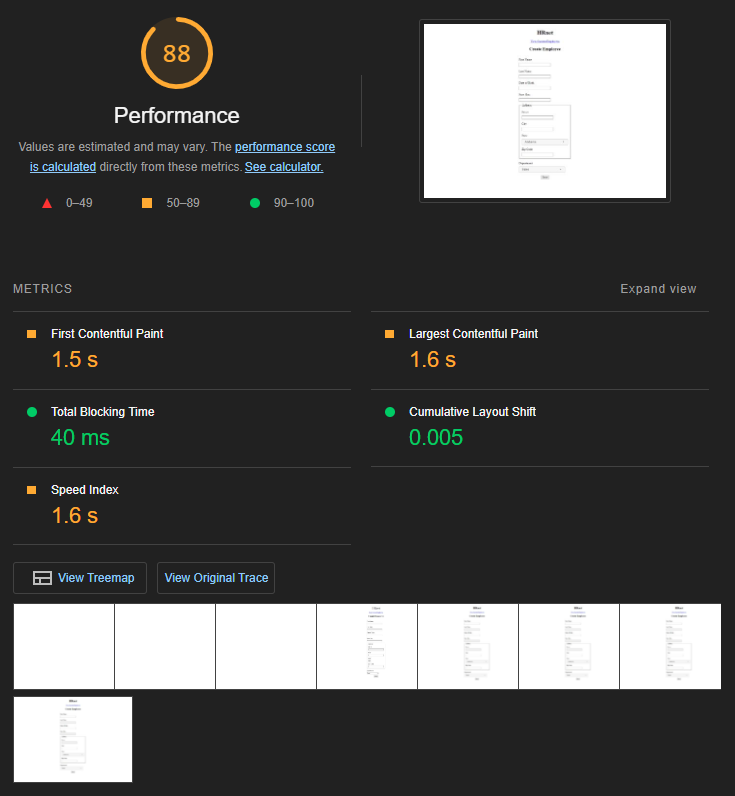 88
Performance
Values are estimated and may vary. The performance score
is calculated directly from these metrics. See calculator.
0–49
50–89
90–100
HRnet
Create Employee
METRICS
Expand view
First Contentful Paint
1.5 s
Largest Contentful Paint
1.6 s
Total Blocking Time
40 ms
Cumulative Layout Shift
0.005
Speed Index
1.6 s
View Treemap
View Original Trace